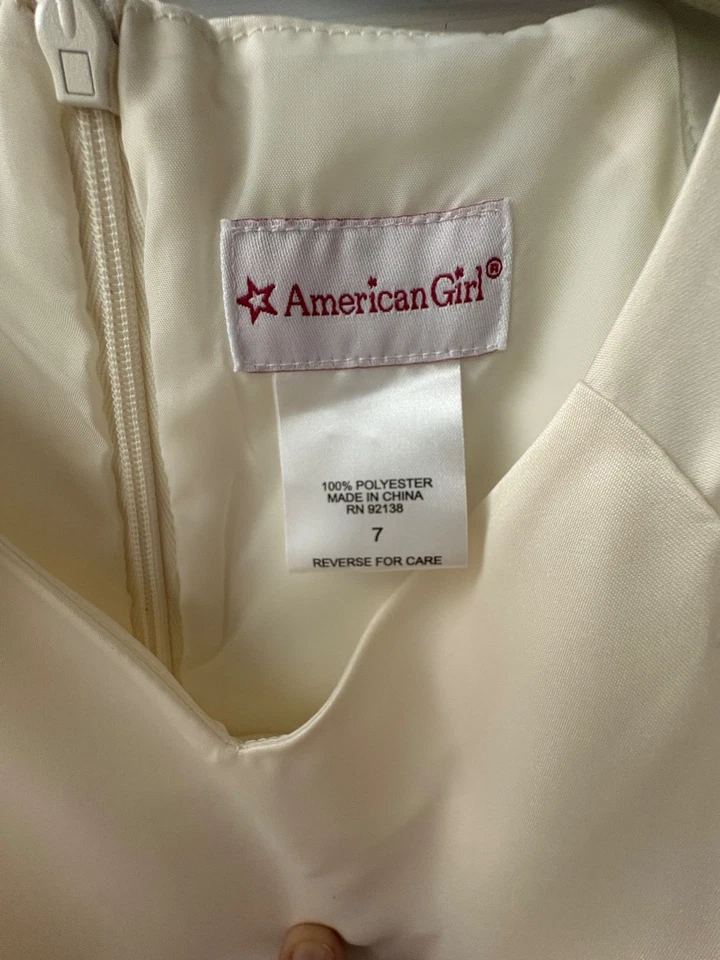 American Girl®
100% POLYESTER
MADE IN CHINA
RN 92138
7
REVERSE FOR CARE